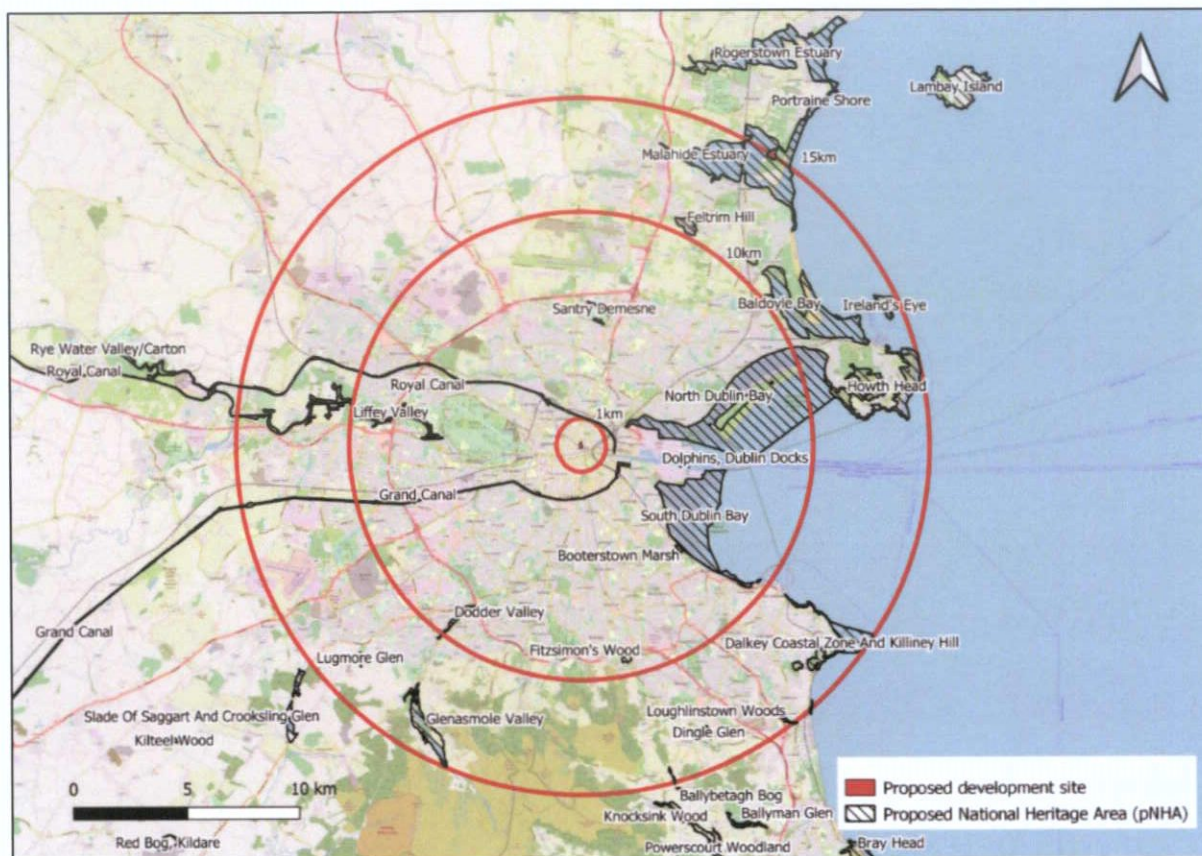 Rogerstown Estuary
Lambay Island
Portraine Shore
Malahide Estuary
15km
Feltrim Hill
10km
Baldoyle Bay
Ireland's Eye
Santry Demesne
Rye Water Valley/Carton
Royal Canal
Royal Canal
Howth Head
North Dublin Bay
Liffey Valley
1km
Dolphins, Dublin Docks
Grand Canal
South Dublin Bay
Booterstown Marsh
Dodder Valley
Grand Canal
Fitzsimon's Wood
Dalkey Coastal Zone And Killiney Hill
Lugmore Glen
Slade Of Saggart And Crooksling Glen
Glenasmole Valley
Loughlinstown Woods
Kilteel Wood
Dingle Glen
0
5
10 km
Proposed development site
Proposed National Heritage Area (pNHA)
Ballybetagh Bog
Knocksink Wood
Ballyman Glen
Red Bog, Kildare
Powerscourt Woodland
Bray Head